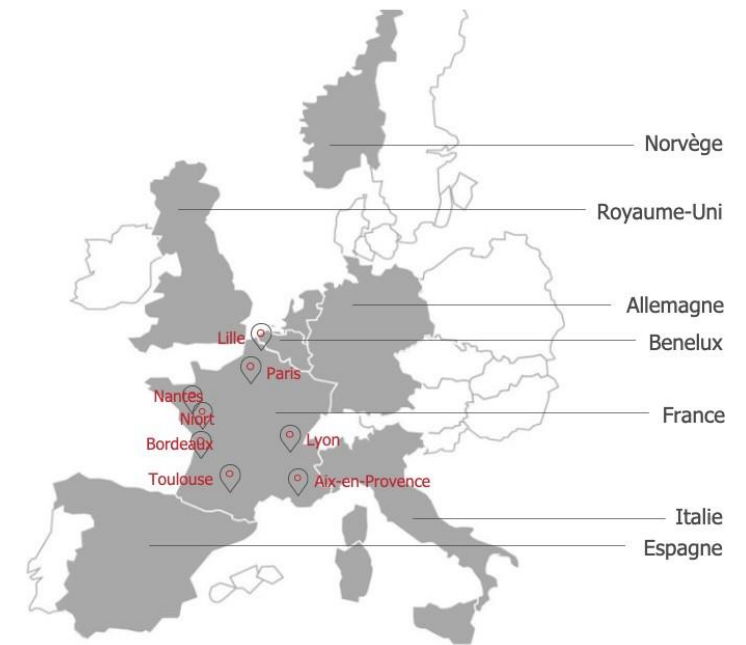 Norvège
Royaume-Uni
Allemagne
Lille
Benelux
Paris
Nantes
Niort
France
Bordeaux
Lyon
Toulouse
Aix-en-Provence
Italie
Espagne